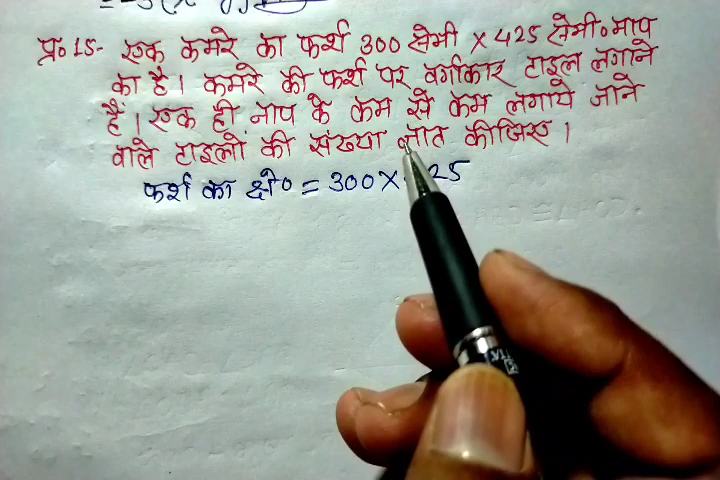 प्र० 15- एक कमरे का फर्श 300 सेमी × 425 सेमी० माप
का है। कमरे की फर्श पर वर्गाकार टाइल लगाने
हैं। एक ही नाप के कम से कम लगाये जाने
वाले टाइलों की संख्या ज्ञात कीजिए।
फर्श का क्षे० = 300 × 425